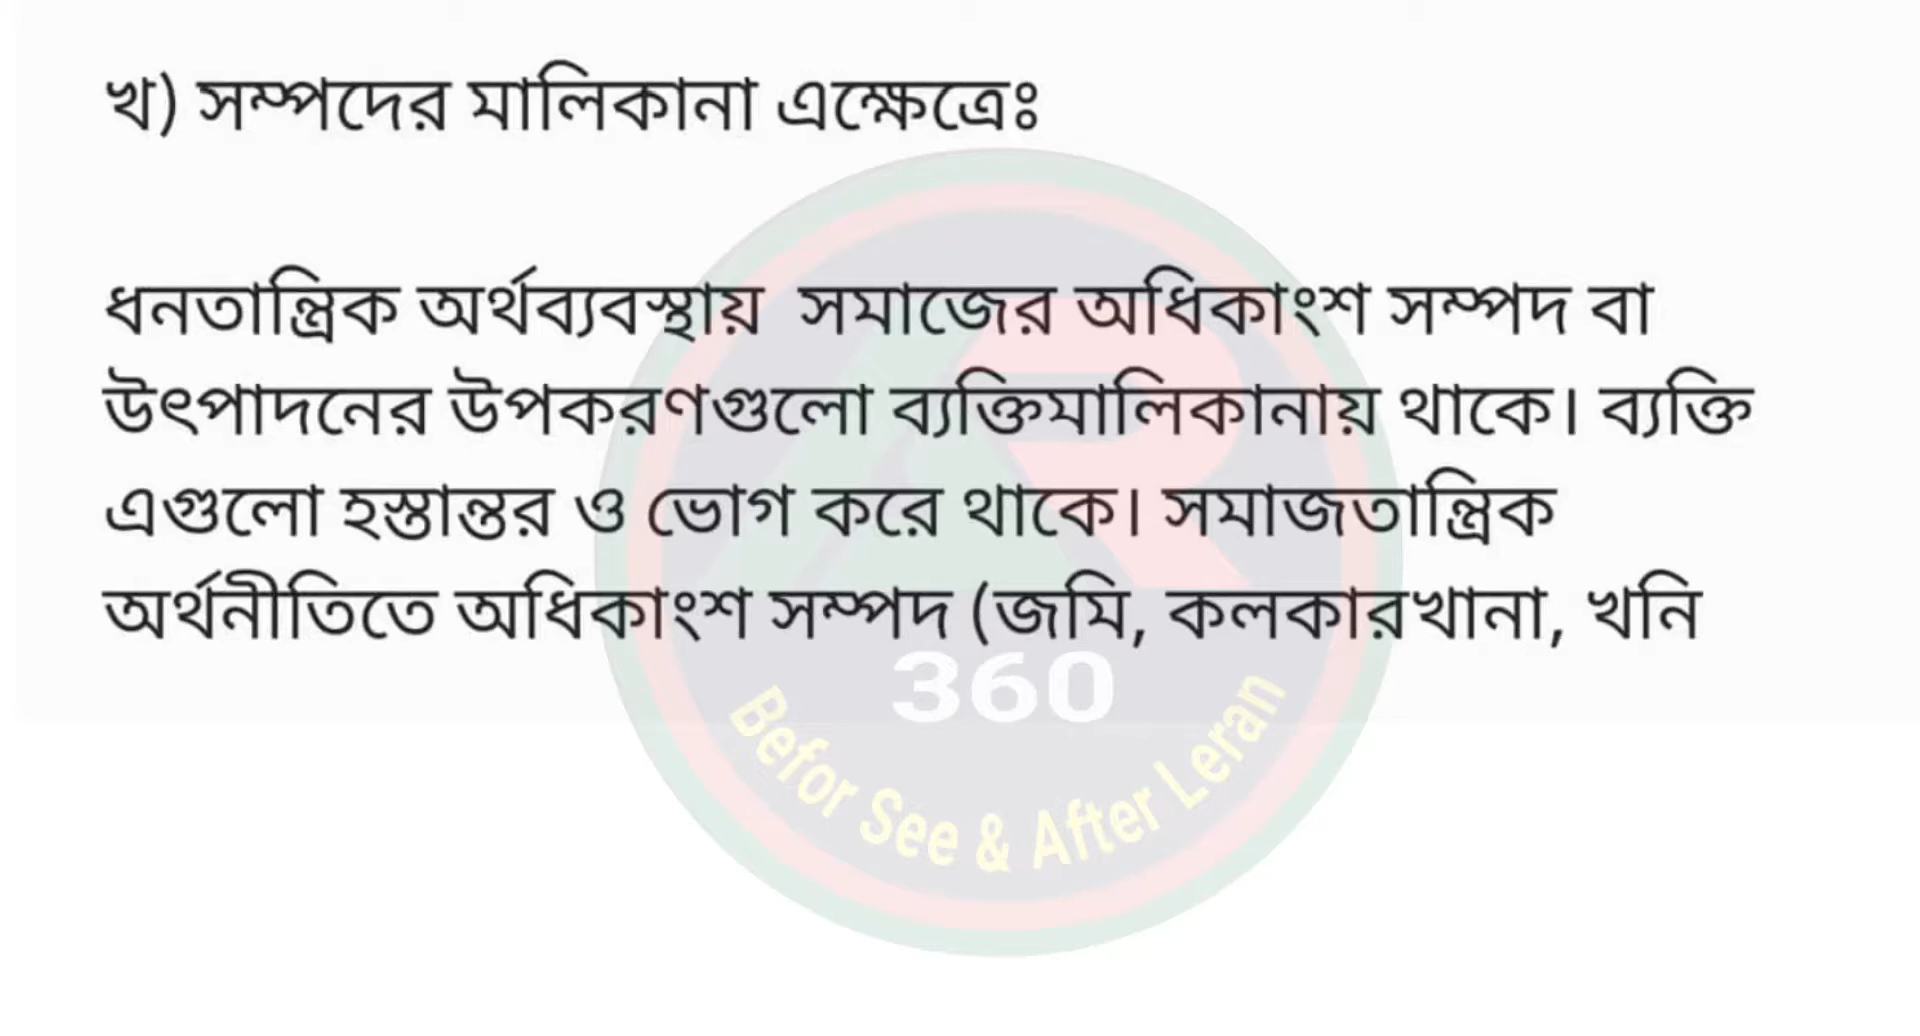 খ) সম্পদের মালিকানা এক্ষেত্রেঃ
ধনতান্ত্রিক অর্থব্যবস্থায়  সমাজের অধিকাংশ সম্পদ বা
উৎপাদনের উপকরণগুলো ব্যক্তিমালিকানায় থাকে। ব্যক্তি
এগুলো হস্তান্তর ও ভোগ করে থাকে। সমাজতান্ত্রিক
অর্থনীতিতে অধিকাংশ সম্পদ (জমি, কলকারখানা, খনি
AR
360
Befor See & After Leran